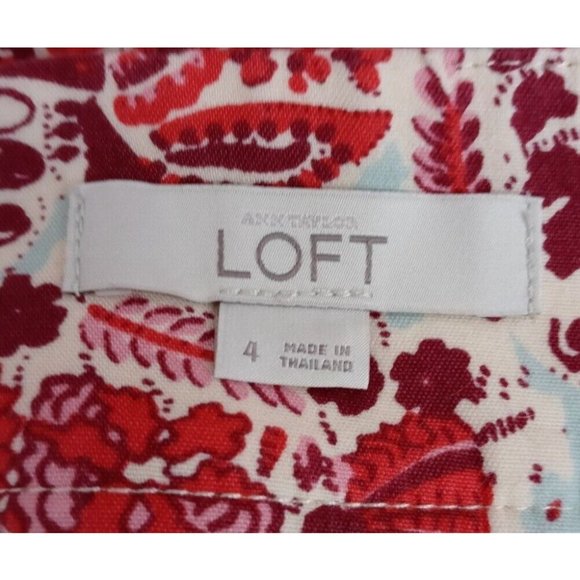 ANN TAYLOR
LOFT
4
MADE IN
THAILAND